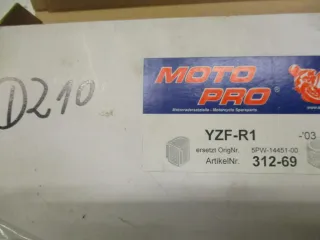 D210
MOTO
PRO
Motorradersatzteile - Motorcycle Spareparts
YZF-R1 -'03
ersetzt OrigNr. 5PW-14451-00
ArtikelNr. 312-69